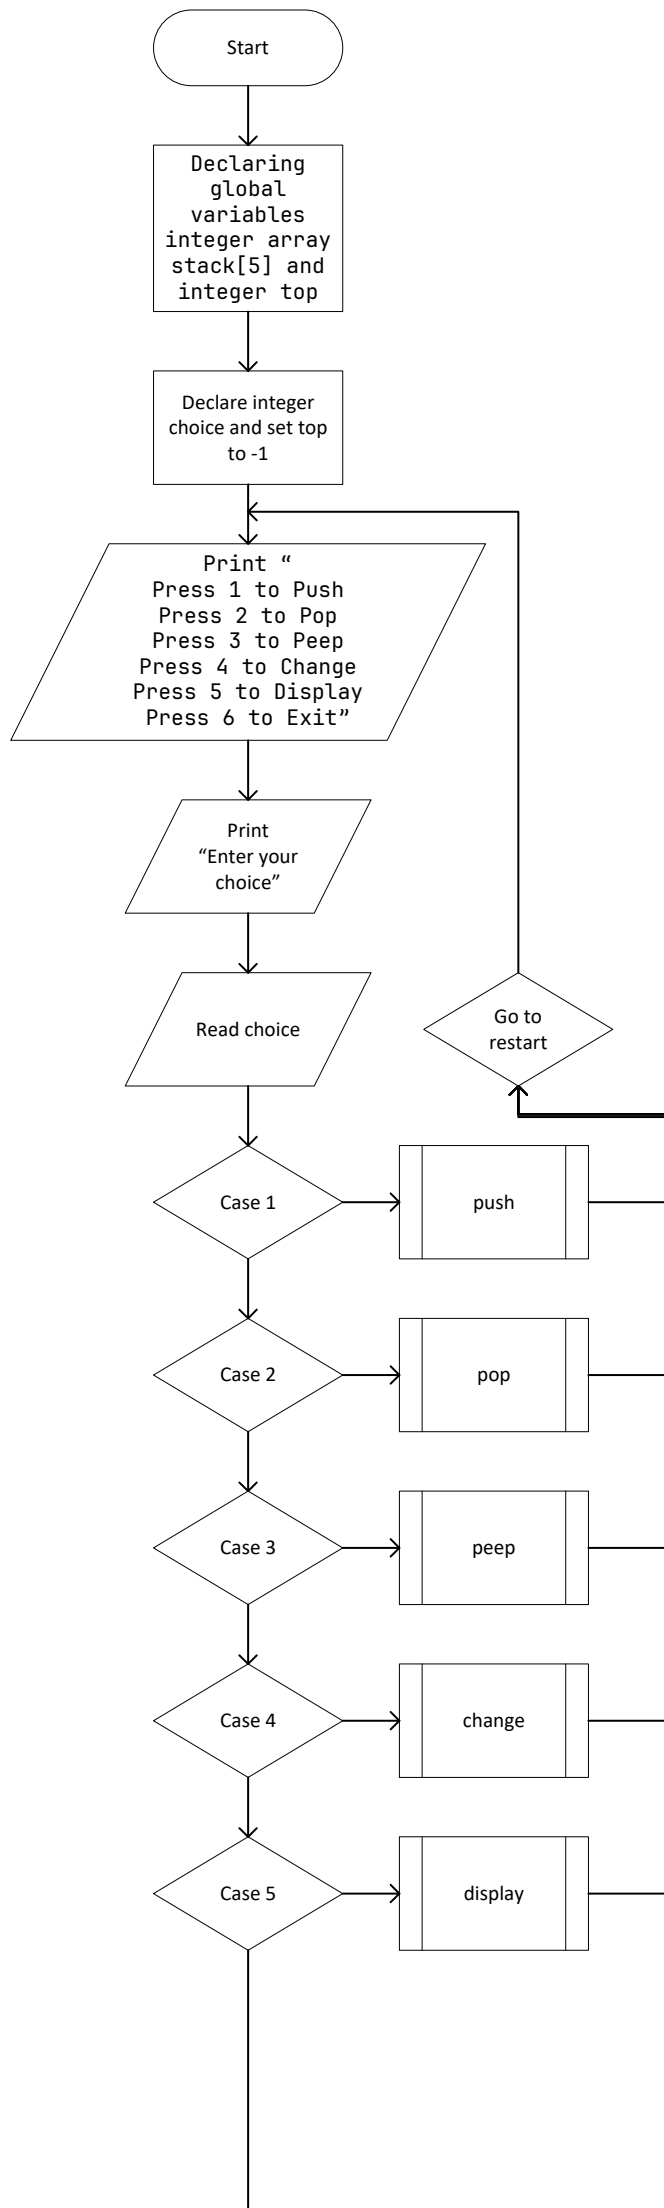 Start
Declaring
global
variables
integer array
stack[5] and
integer top
Declare integer
choice and set top
to -1
Print “
Press 1 to Push
Press 2 to Pop
Press 3 to Peep
Press 4 to Change
Press 5 to Display
Press 6 to Exit”
Print
“Enter your
choice”
Read choice
Go to
restart
Case 1
push
Case 2
pop
Case 3
peep
Case 4
change
Case 5
display